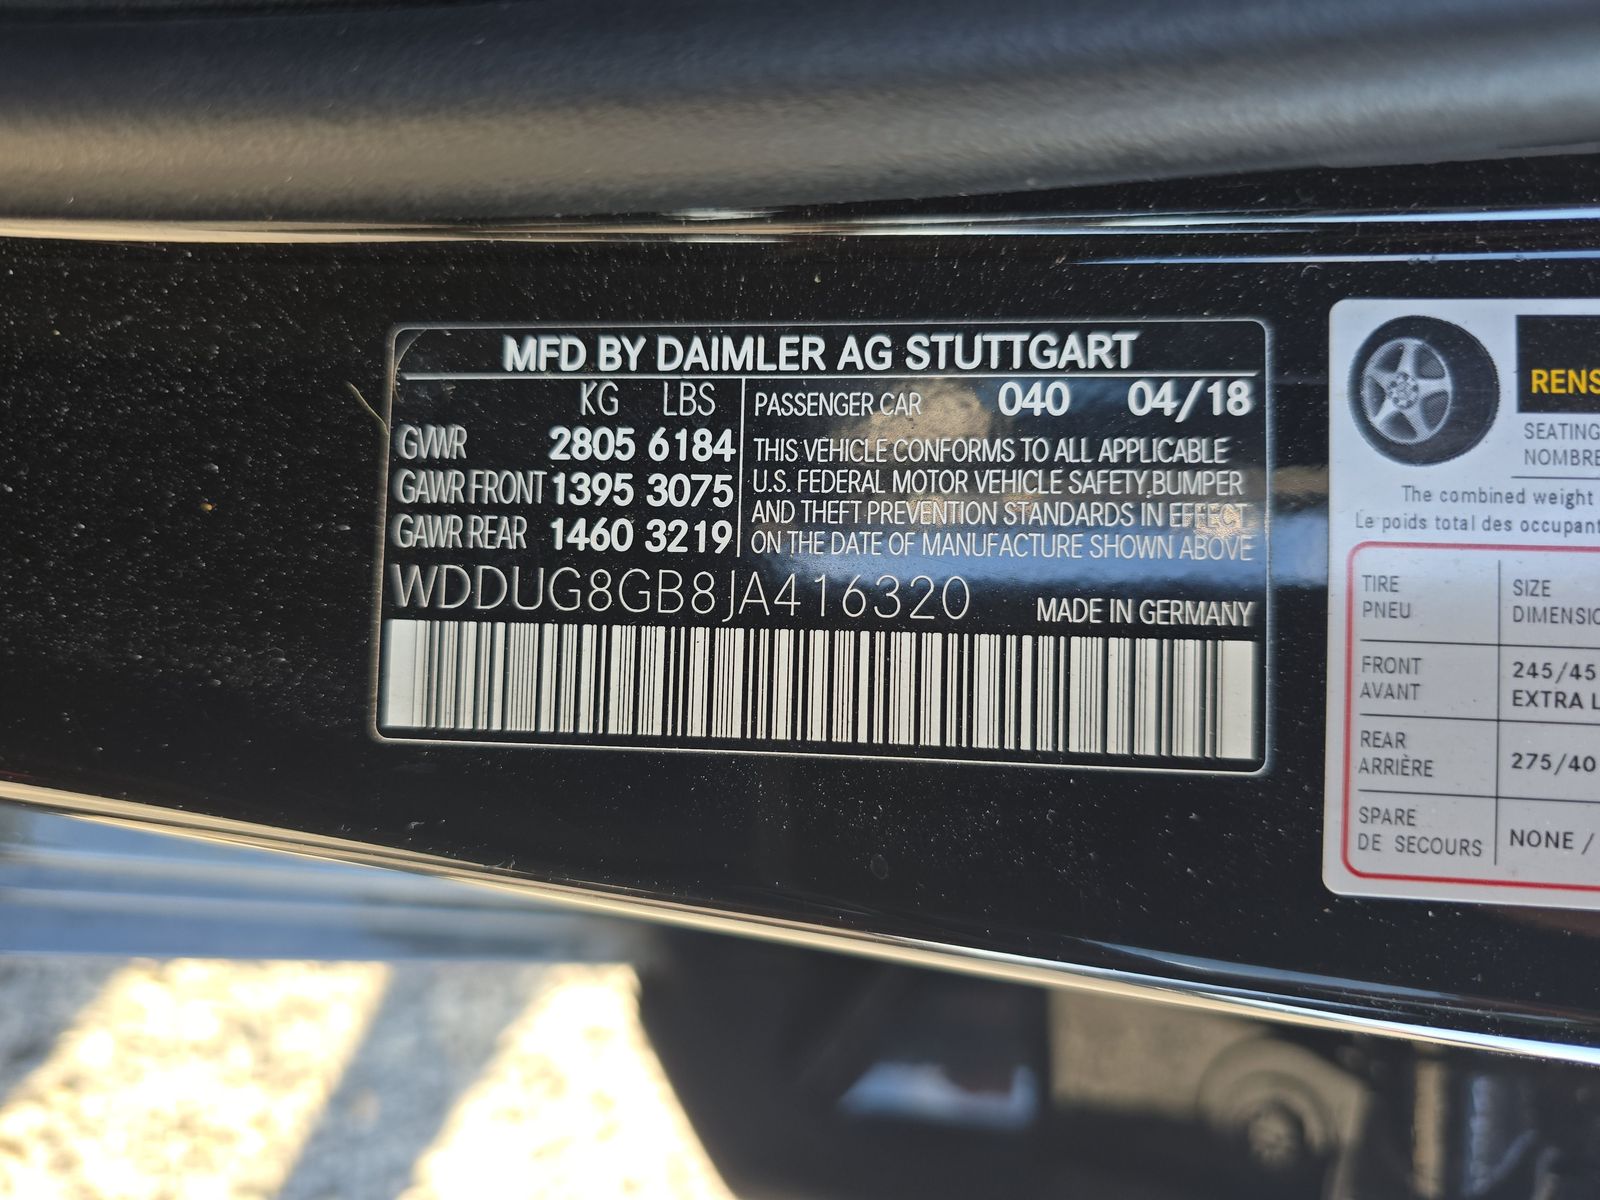 MFD BY DAIMLER AG STUTTGART
KG LBS
GVWR 2805 6184
GAWR FRONT 1395 3075
GAWR REAR 1460 3219
PASSENGER CAR 040 04/18
THIS VEHICLE CONFORMS TO ALL APPLICABLE
U.S. FEDERAL MOTOR VEHICLE SAFETY, BUMPER
AND THEFT PREVENTION STANDARDS IN EFFECT
ON THE DATE OF MANUFACTURE SHOWN ABOVE
WDDUG8GB8JA416320
MADE IN GERMANY
RENS
SEATING
NOMBRE
The combined weight
Le poids total des occupant
TIRE SIZE
PNEU DIMENSIO
FRONT 245/45
AVANT EXTRA L
REAR 275/40
ARRIÈRE
SPARE NONE /
DE SECOURS